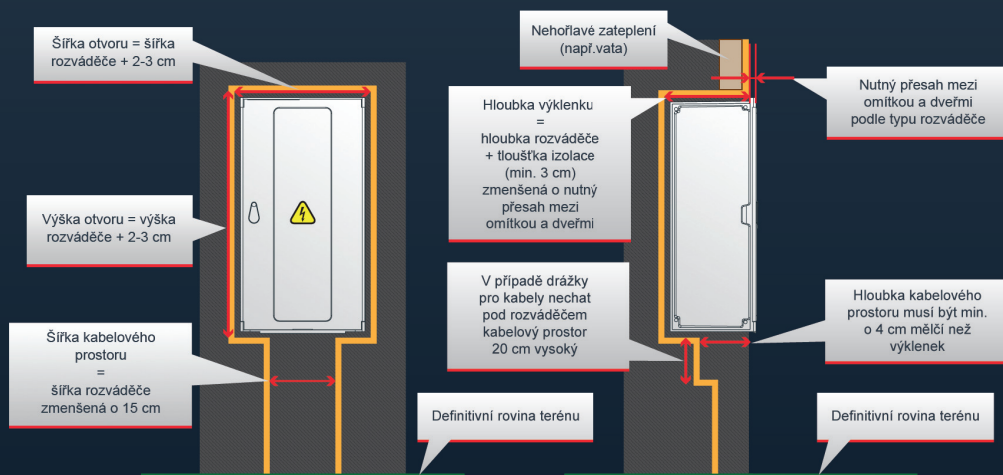 Šířka otvoru = šířka
rozváděče + 2-3 cm
Výška otvoru = výška
rozváděče + 2-3 cm
Šířka kabelového
prostoru
=
šířka rozváděče
zmenšená o 15 cm
Definitivní rovina terénu
Nehořlavé zateplení
(např.vata)
Nutný přesah mezi
omítkou a dveřmi
podle typu rozváděče
Hloubka výklenku
=
hloubka rozváděče
+ tloušťka izolace
(min. 3 cm)
zmenšená o nutný
přesah mezi
omítkou a dveřmi
V případě drážky
pro kabely nechat
pod rozváděčem
kabelový prostor
20 cm vysoký
Hloubka kabelového
prostoru musí být min.
o 4 cm mělčí než
výklenek
Definitivní rovina terénu